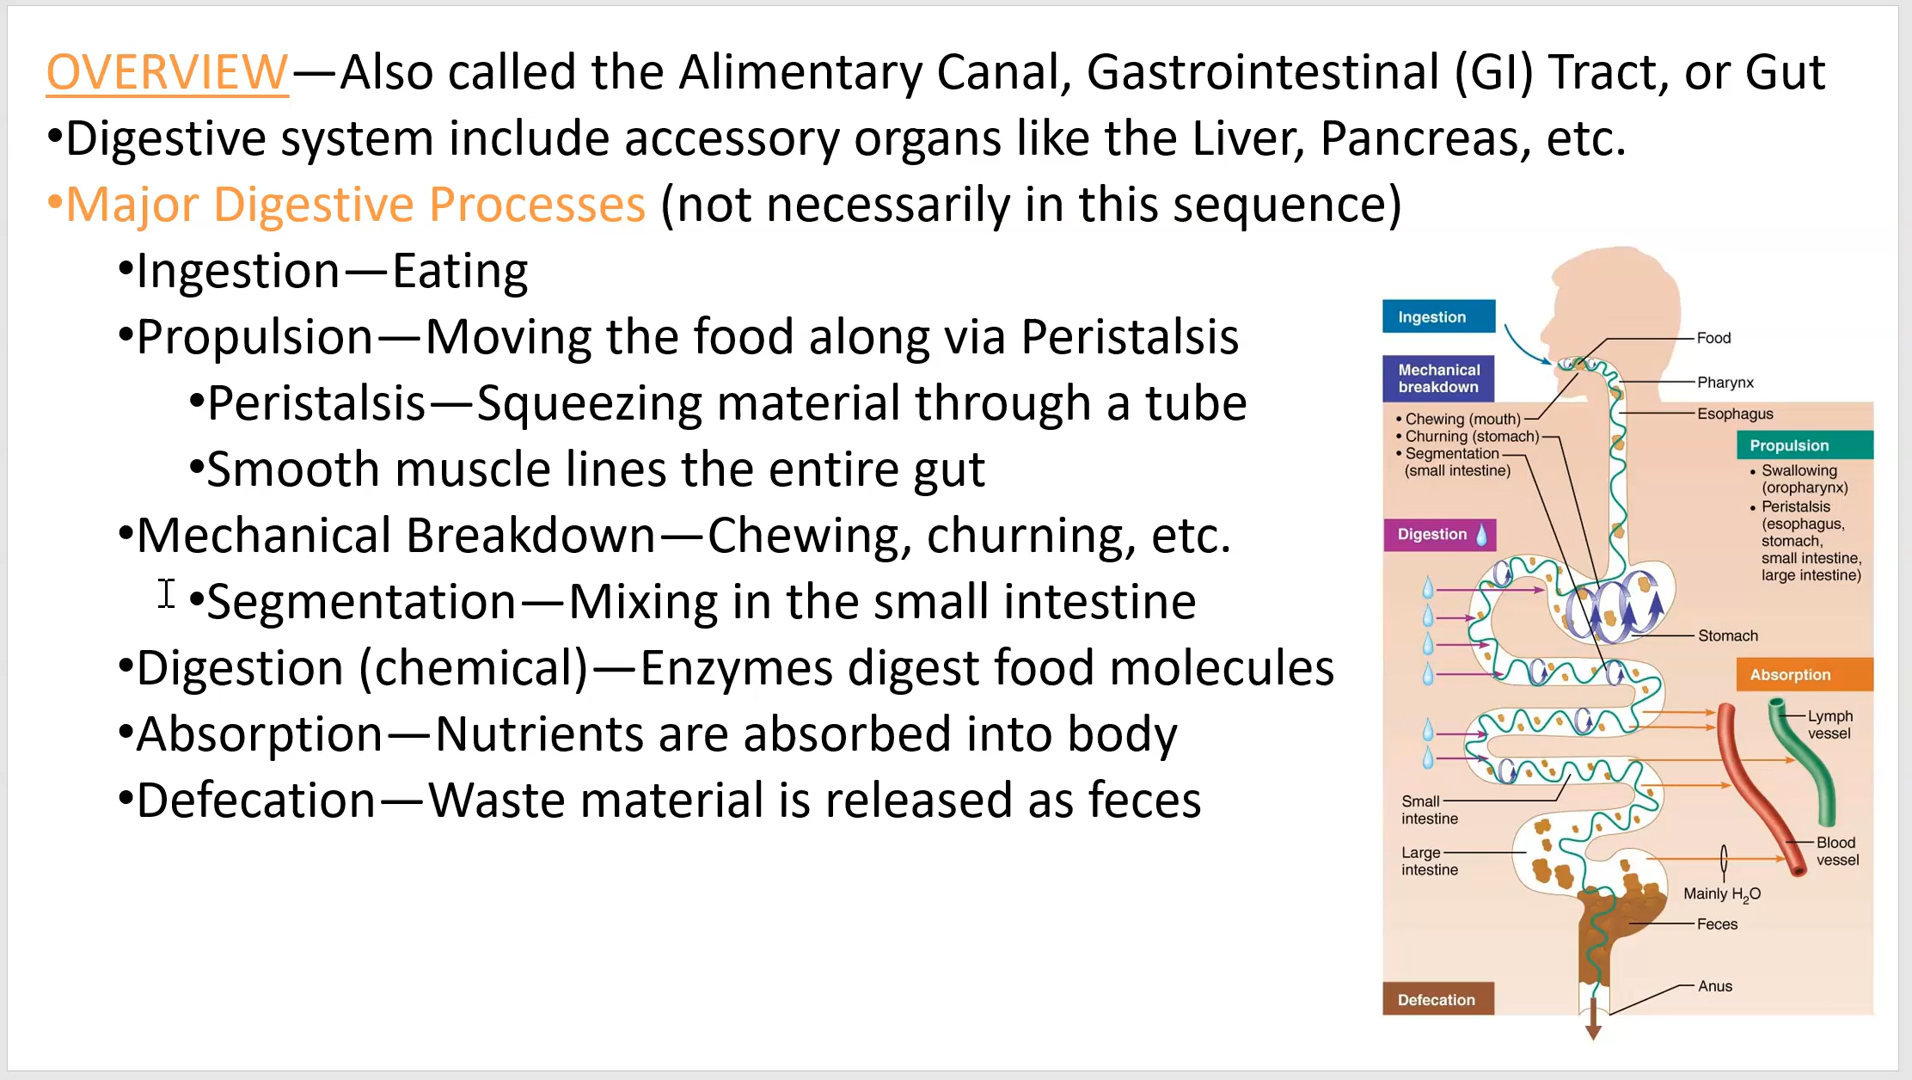 OVERVIEW—Also called the Alimentary Canal, Gastrointestinal (GI) Tract, or Gut
•Digestive system include accessory organs like the Liver, Pancreas, etc.
•Major Digestive Processes (not necessarily in this sequence)
•Ingestion—Eating
•Propulsion—Moving the food along via Peristalsis
•Peristalsis—Squeezing material through a tube
•Smooth muscle lines the entire gut
•Mechanical Breakdown—Chewing, churning, etc.
•Segmentation—Mixing in the small intestine
•Digestion (chemical)—Enzymes digest food molecules
•Absorption—Nutrients are absorbed into body
•Defecation—Waste material is released as feces
Ingestion
Food
Mechanical
breakdown
Pharynx
Esophagus
• Chewing (mouth)
• Churning (stomach)
• Segmentation
(small intestine)
Propulsion
• Swallowing
(oropharynx)
• Peristalsis
(esophagus,
stomach,
small intestine,
large intestine)
Digestion
Stomach
Absorption
Lymph
vessel
Small
intestine
Blood
vessel
Large
intestine
Mainly H₂O
Feces
Anus
Defecation